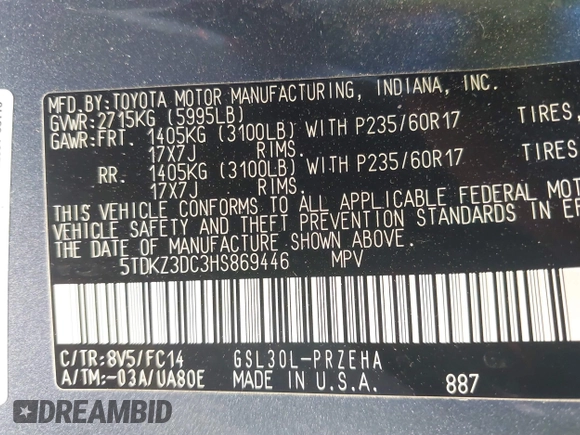 MFD.BY:TOYOTA MOTOR MANUFACTURING, INDIANA, INC.
GVWR:2715KG (5995LB)
GAWR:FRT. 1405KG (3100LB) WITH P235/60R17 TIRES,
17X7J RIMS.
RR. 1405KG (3100LB) WITH P235/60R17 TIRES
17X7J RIMS.
THIS VEHICLE CONFORMS TO ALL APPLICABLE FEDERAL MOT
VEHICLE SAFETY AND THEFT PREVENTION STANDARDS IN EF
THE DATE OF MANUFACTURE SHOWN ABOVE.
5TDKZ3DC3HS869446 MPV
C/TR:8V5/FC14 GSL30L-PRZEHA
A/TM:-03A/UA80E MADE IN U.S.A. 887
DREAMBID